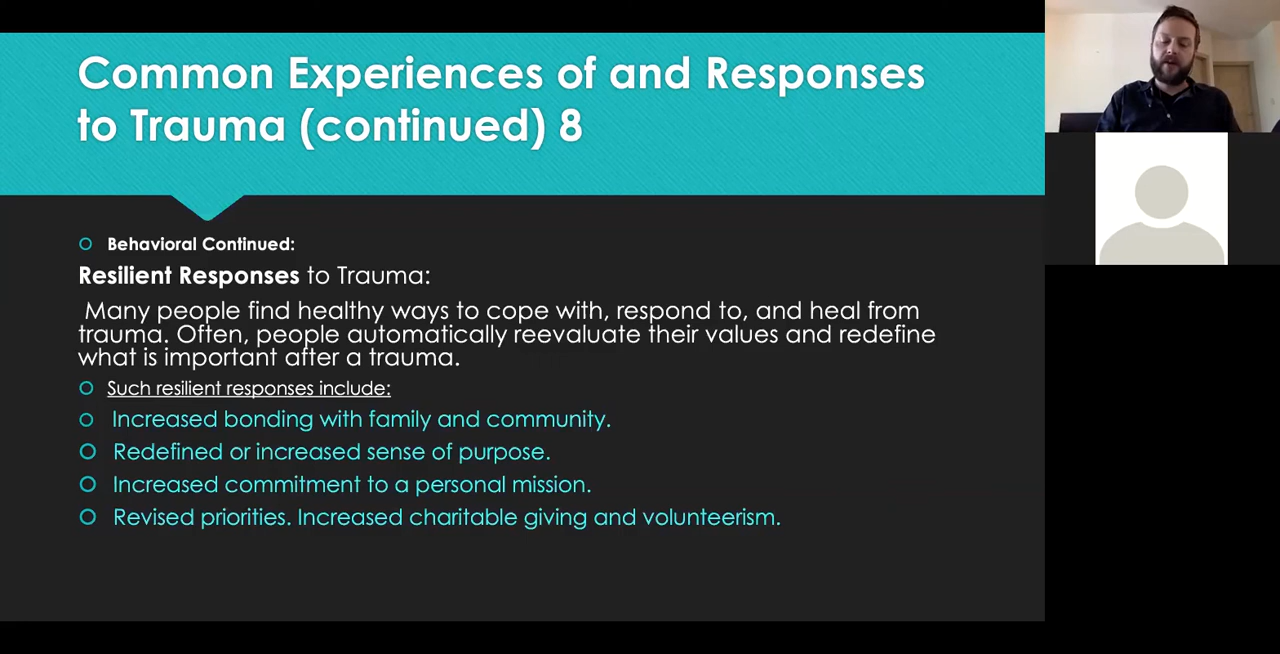 Common Experiences of and Responses
to Trauma (continued) 8
Behavioral Continued:
Resilient Responses to Trauma:
Many people find healthy ways to cope with, respond to, and heal from
trauma. Often, people automatically reevaluate their values and redefine
what is important after a trauma.
Such resilient responses include:
Increased bonding with family and community.
Redefined or increased sense of purpose.
Increased commitment to a personal mission.
Revised priorities. Increased charitable giving and volunteerism.